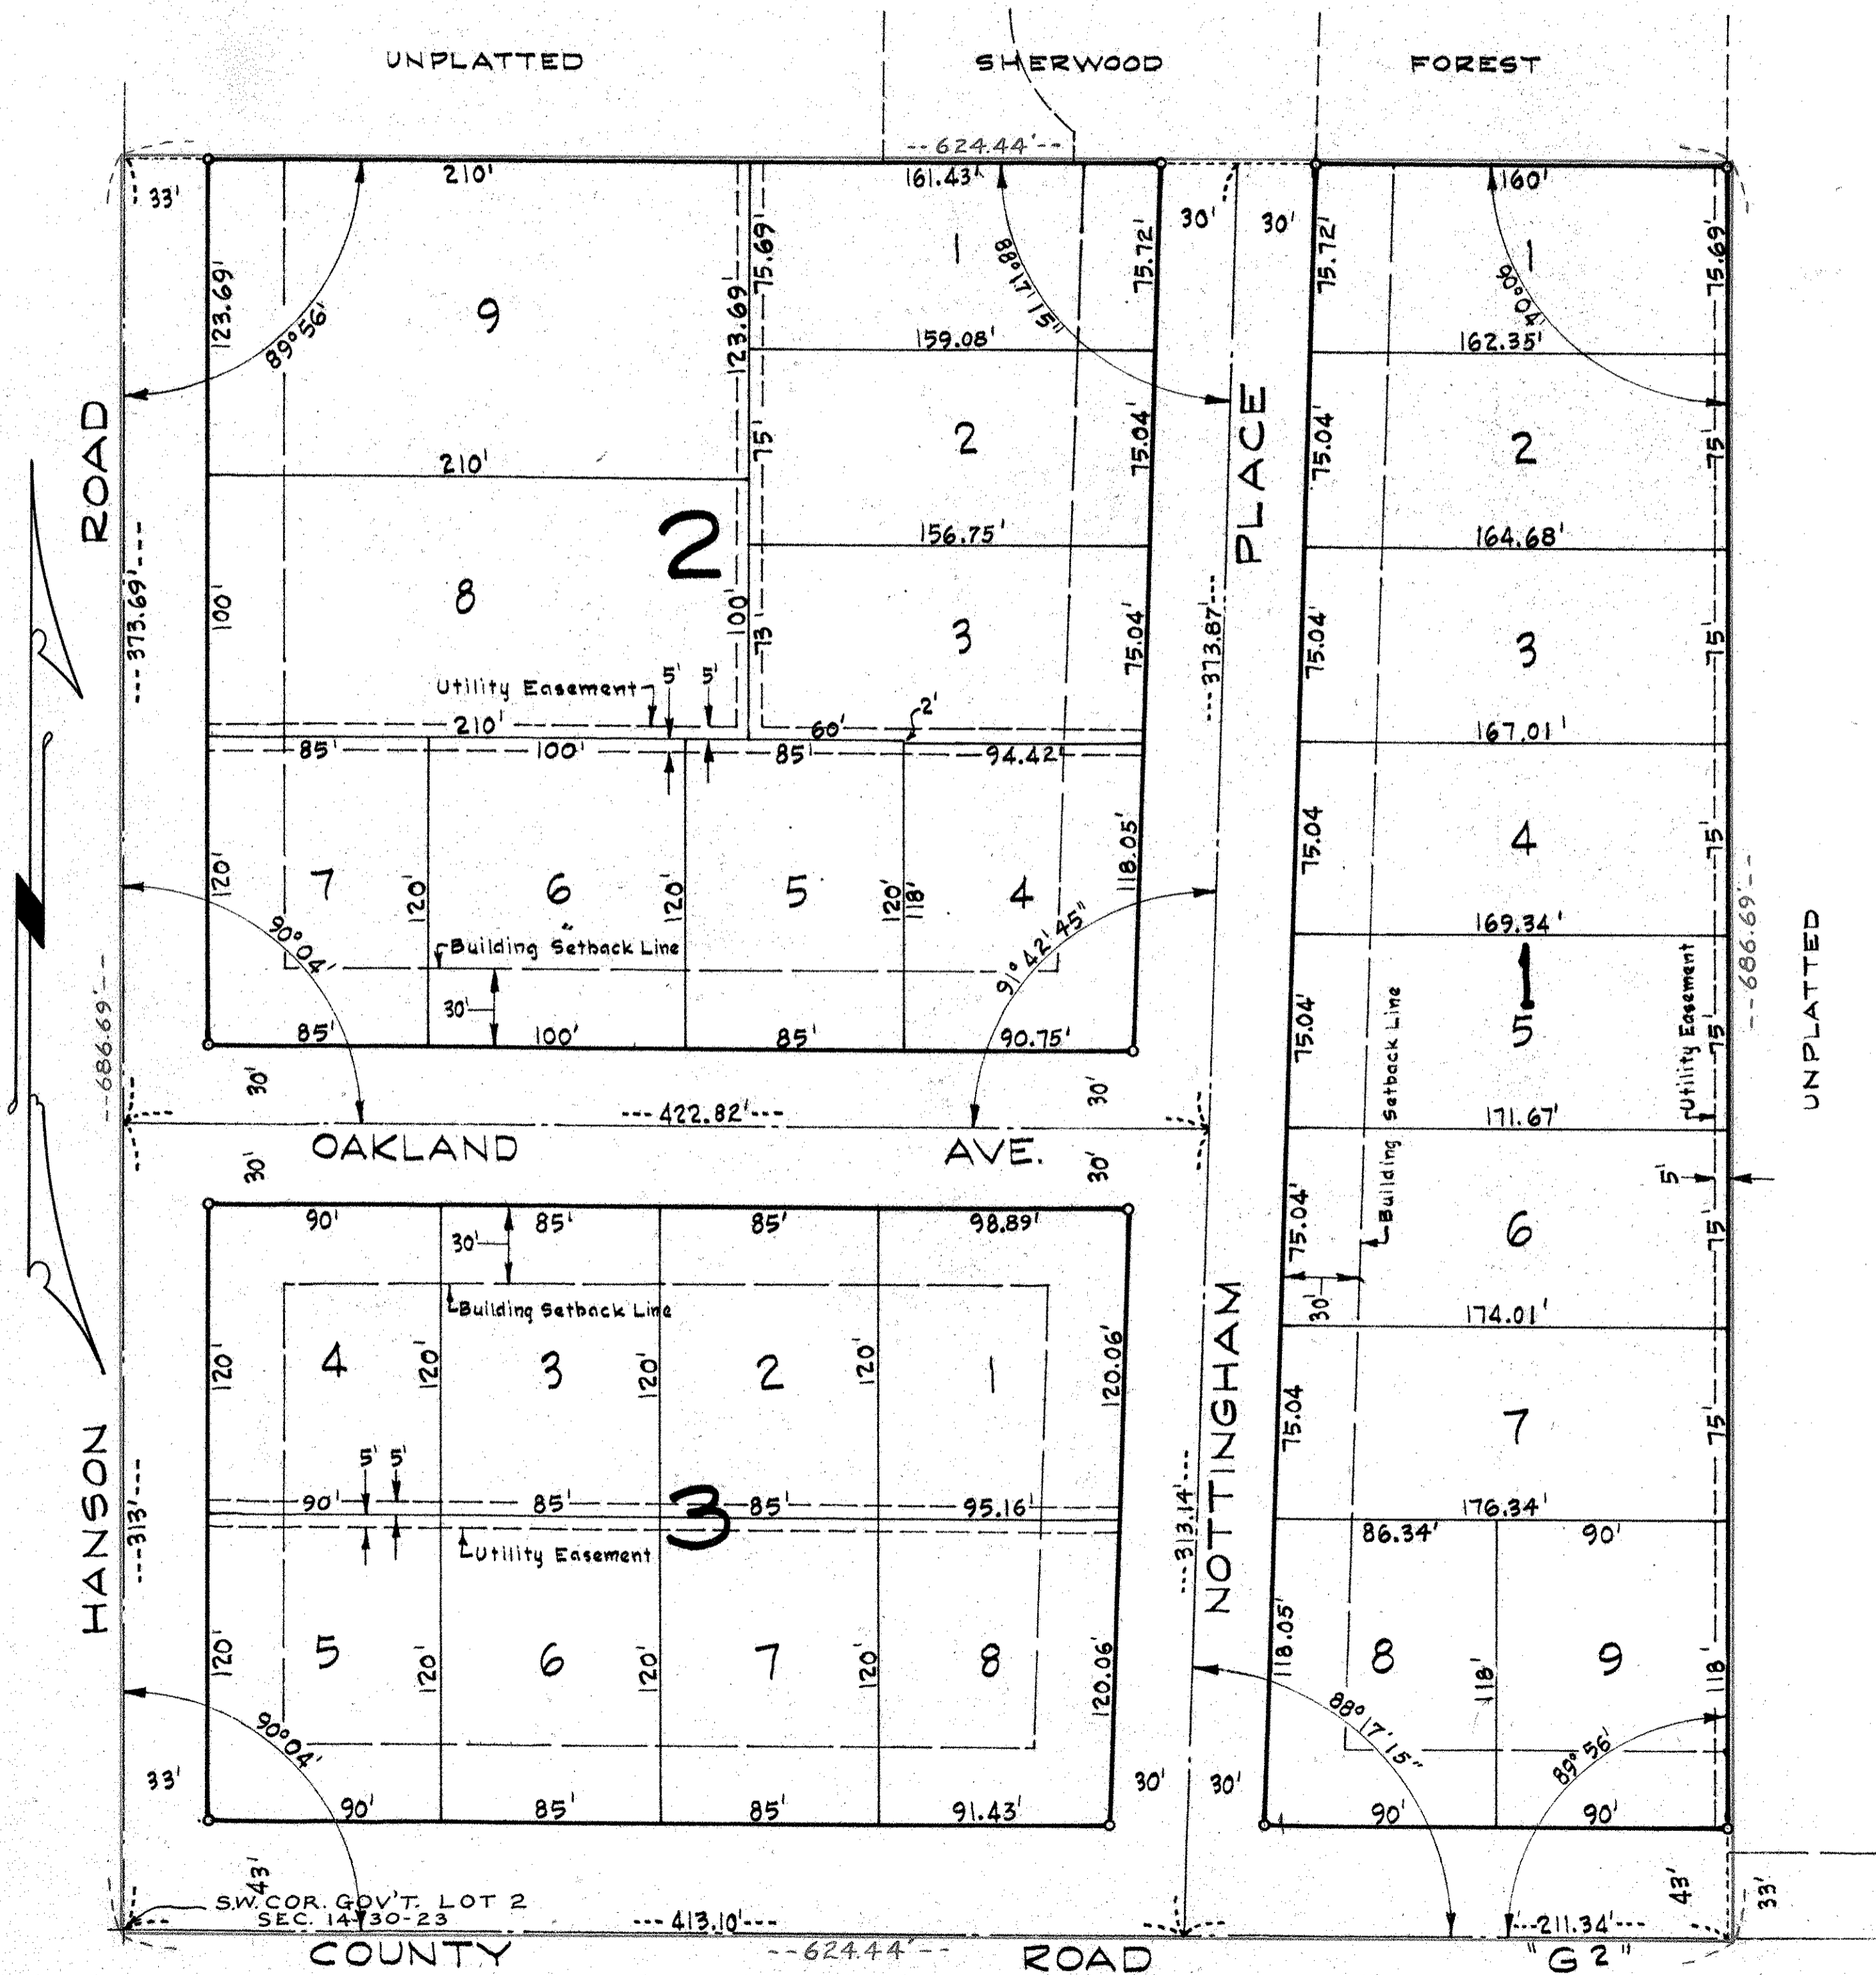 UNPLATTED SHERWOOD FOREST
--624.44'--
33' 210' 161.43' 30' 30' 160'
123.69' 89°56' 9 123.69' 75.69' 1 88°17'15" 75.72' 75.72' 1 90°04' 75.69'
159.08' 162.35'
ROAD
210' 75' 2 75.04' PLACE 75.04' 2 75'
2 156.75' 164.68'
---373.69'--- 100' 8 100' 73' 3 75.04' ---373.87'--- 75.04' 3 75'
Utility Easement 5' 5' 2'
210' 60' 167.01'
85' 100' 85' 94.42'
120' 7 120' 6 120' 5 120' 118' 4 118.05' 75.04 4 75'
90°04' Building Setback Line 91°42'45"
169.34'
30' 1
85' 100' 85' 90.75'
--686.69'-- 75.04' 5 Building Setback Line Utility Easement 75' --686.69'-- UNPLATTED
30' 30'
---422.82'--- 171.67'
OAKLAND AVE.
30' 30' 5'
90' 85' 85' 98.89' 75.04' 6 75'
30'
Building Setback Line 30' 174.01'
120' 4 120' 3 120' 2 120' 1 120.06' 75.04 7 75'
HANSON NOTTINGHAM
5' 5'
90' 85' 3 85' 95.16' 176.34'
---313'--- Utility Easement ---313.14'--- 86.34' 90'
120' 5 120' 6 120' 7 120' 8 120.06' 118.05' 8 118' 9 118'
90°04' 88°17'15" 89°56'
33' 30' 30'
90' 85' 85' 91.43' 90' 90'
43' 43' 33'
S.W. COR. GOV'T. LOT 2
SEC. 14-30-23
---413.10'--- --211.34'---
--624.44'--
COUNTY ROAD "G2"